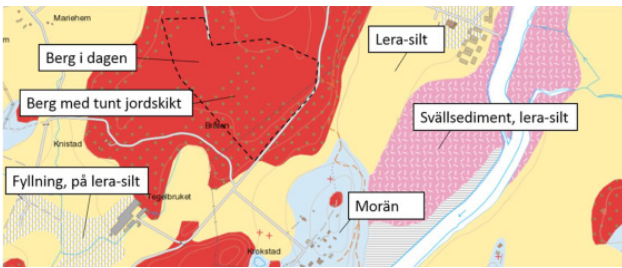 Mariehem
Lera-silt
Berg i dagen
Berg med tunt jordskikt
Svällsediment, lera-silt
Knistad
Fyllning, på lera-silt
Tegelbruket
Morän
Krokstad